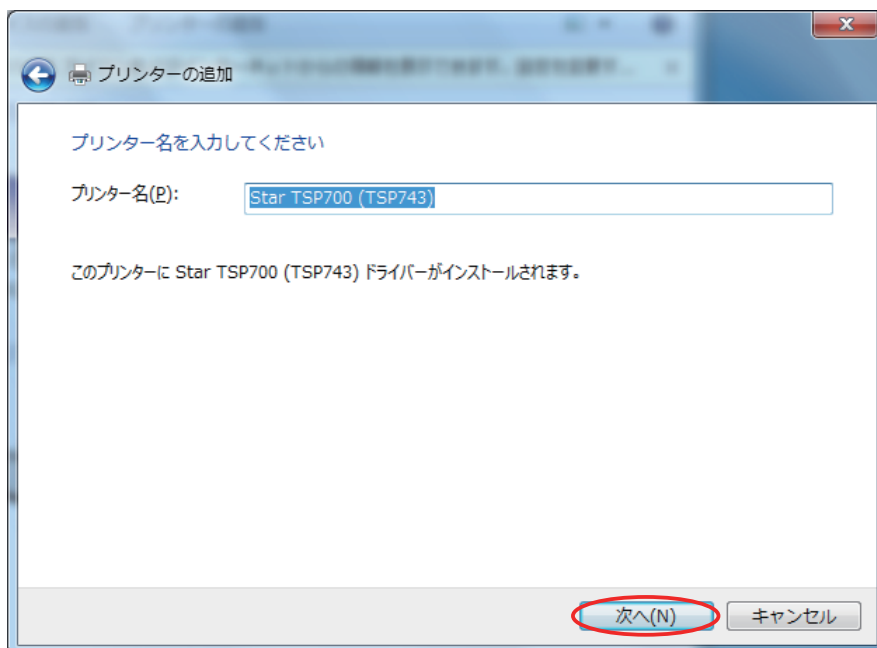 プリンターの追加
プリンター名を入力してください
プリンター名(P):
Star TSP700 (TSP743)
このプリンターに Star TSP700 (TSP743) ドライバーがインストールされます。
次へ(N)
キャンセル